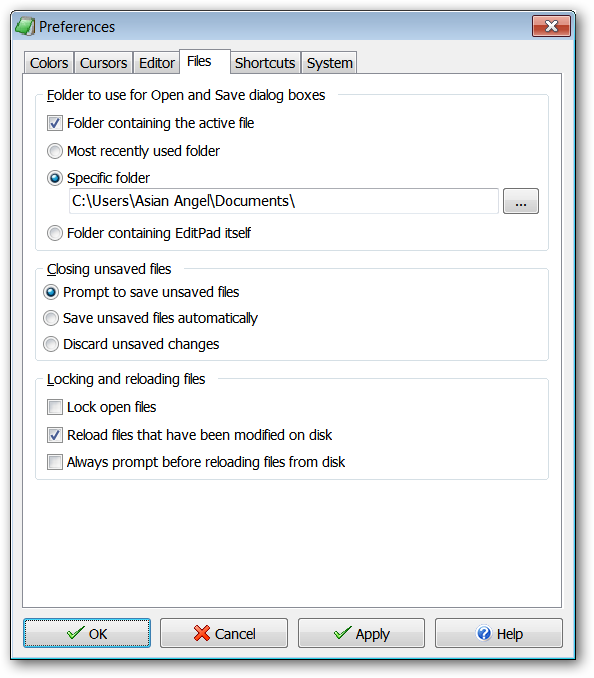 Preferences
Colors Cursors Editor Files Shortcuts System
Folder to use for Open and Save dialog boxes
Folder containing the active file
Most recently used folder
Specific folder
C:\Users\Asian Angel\Documents\
...
Folder containing EditPad itself
Closing unsaved files
Prompt to save unsaved files
Save unsaved files automatically
Discard unsaved changes
Locking and reloading files
Lock open files
Reload files that have been modified on disk
Always prompt before reloading files from disk
OK Cancel Apply Help